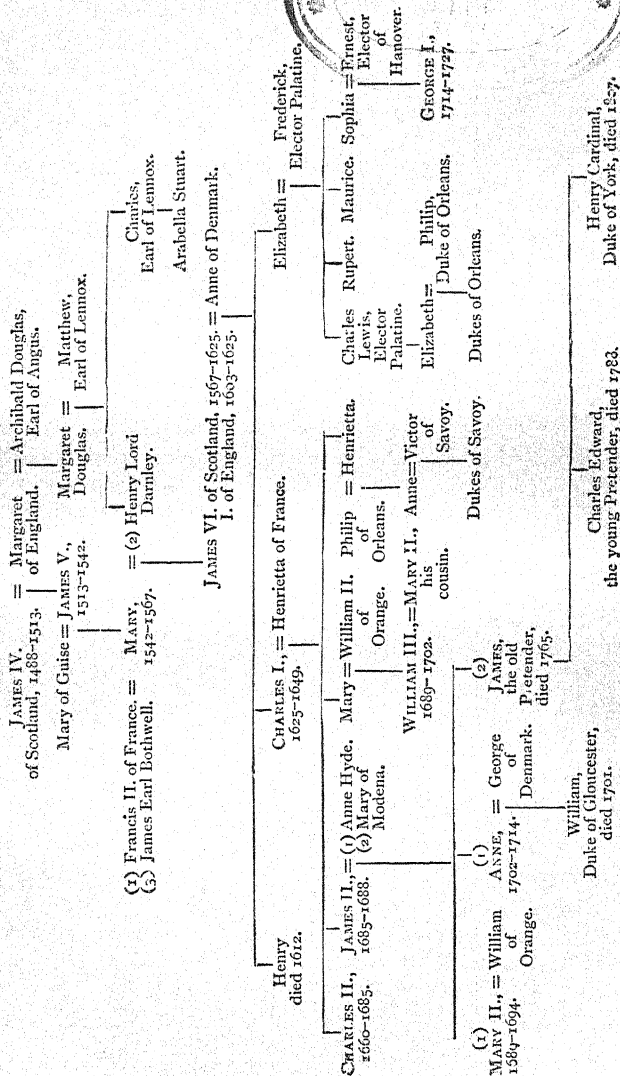 JAMES IV. = Margaret = Archibald Douglas,
of Scotland, 1488–1513. of England. Earl of Angus.
Mary of Guise = JAMES V., Margaret = Matthew,
1513–1542. Douglas. Earl of Lennox.
(1) Francis II. of France. = MARY, = (2) Henry Lord Charles,
(3) James Earl Bothwell. 1542–1567. Darnley. Earl of Lennox.
Arabella Stuart.
JAMES VI. of Scotland, 1567–1625. = Anne of Denmark.
I. of England, 1603–1625.
Henry CHARLES I., = Henrietta of France. Elizabeth = Frederick,
died 1612. 1625–1649. Elector Palatine.
CHARLES II., JAMES II., = (1) Anne Hyde. Mary = William II. Philip = Henrietta. Charles Rupert. Maurice. Sophia = Ernest,
1660–1685. 1685–1688. (2) Mary of of of Lewis, Elector
Modena. Orange. Orleans. Elector of
Palatine. Hanover.
WILLIAM III., = MARY II., Anne = Victor Elizabeth = Philip, GEORGE I.,
1689–1702. his of Duke of Orleans. 1714–1727.
cousin. Savoy.
Dukes of Savoy. Dukes of Orleans.
(1) (1) (2)
MARY II., = William ANNE, = George JAMES,
1689–1694. of 1702–1714. of the old
Orange. Denmark. Pretender,
died 1765.
William, Charles Edward, Henry Cardinal,
Duke of Gloucester, the young Pretender, died 1788. Duke of York, died 1807.
died 1701.